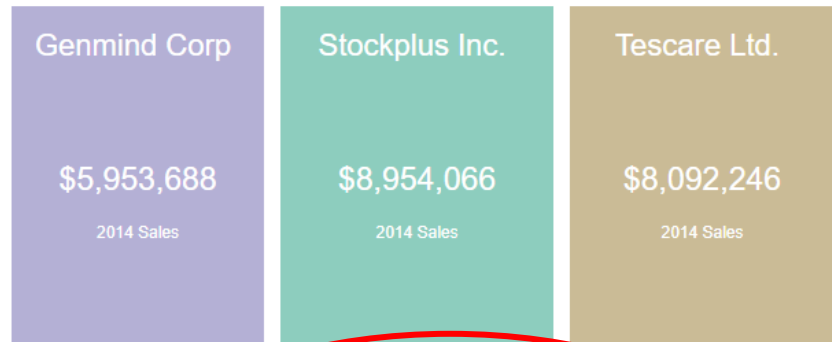 Genmind Corp
$5,953,688
2014 Sales
Stockplus Inc.
$8,954,066
2014 Sales
Tescare Ltd.
$8,092,246
2014 Sales